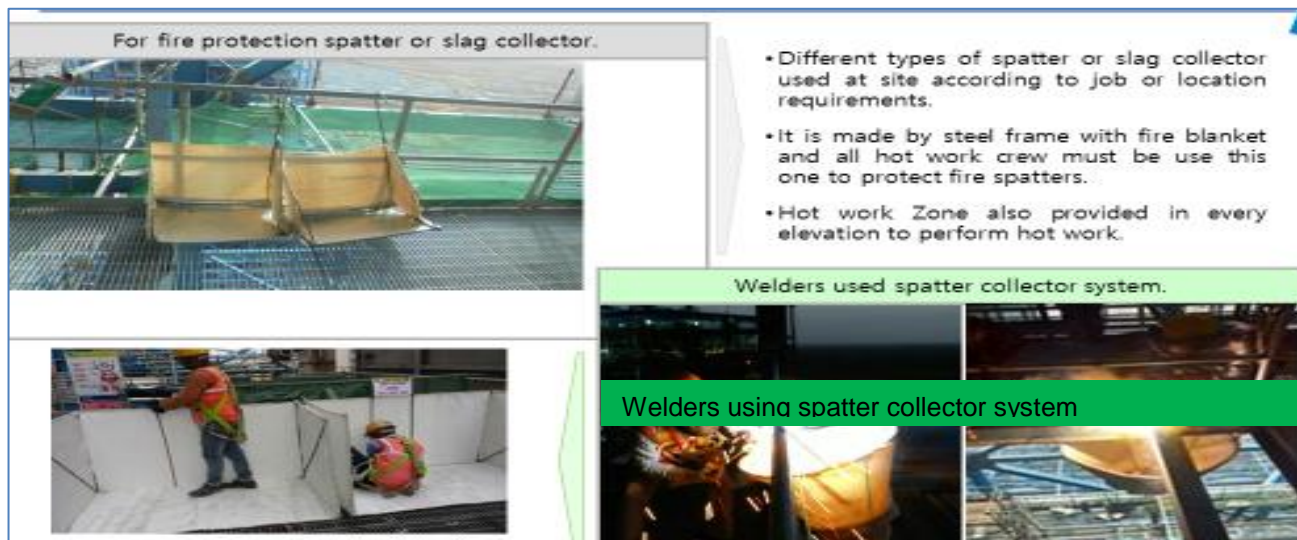 For fire protection spatter or slag collector.
• Different types of spatter or slag collector
used at site according to job or location
requirements.
• It is made by steel frame with fire blanket
and all hot work crew must be use this
one to protect fire spatters.
• Hot work Zone also provided in every
elevation to perform hot work.
Welders used spatter collector system.
Welders using spatter collector system